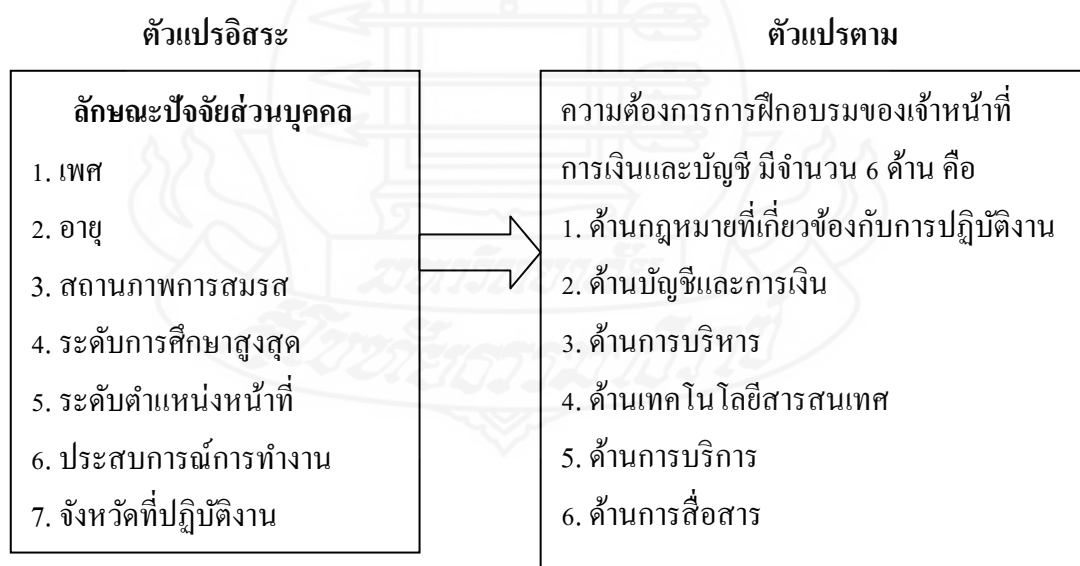 ตัวแปรอิสระ
ลักษณะปัจจัยส่วนบุคคล
1. เพศ
2. อายุ
3. สถานภาพการสมรส
4. ระดับการศึกษาสูงสุด
5. ระดับตำแหน่งหน้าที่
6. ประสบการณ์การทำงาน
7. จังหวัดที่ปฏิบัติงาน
ตัวแปรตาม
ความต้องการการฝึกอบรมของเจ้าหน้าที่
การเงินและบัญชี มีจำนวน 6 ด้าน คือ
1. ด้านกฎหมายที่เกี่ยวข้องกับการปฏิบัติงาน
2. ด้านบัญชีและการเงิน
3. ด้านการบริหาร
4. ด้านเทคโนโลยีสารสนเทศ
5. ด้านการบริการ
6. ด้านการสื่อสาร